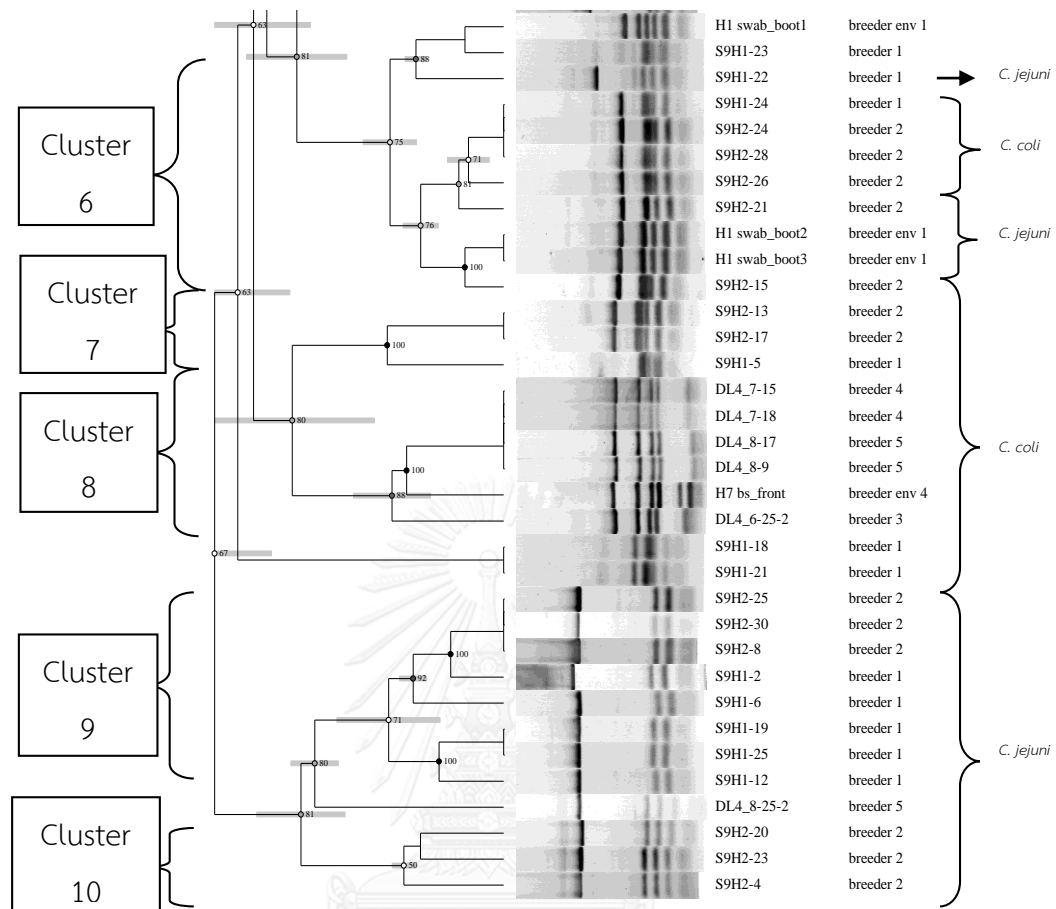 H1 swab_boot1 breeder env 1
63
S9H1-23 breeder 1
81
88
S9H1-22 breeder 1 C. jejuni
S9H1-24 breeder 1
Cluster
6
S9H2-24 breeder 2
75
C. coli
S9H2-28 breeder 2
71
S9H2-26 breeder 2
81
S9H2-21 breeder 2
76
H1 swab_boot2 breeder env 1
C. jejuni
H1 swab_boot3 breeder env 1
100
S9H2-15 breeder 2
63
Cluster
7
S9H2-13 breeder 2
S9H2-17 breeder 2
100
S9H1-5 breeder 1
DL4_7-15 breeder 4
DL4_7-18 breeder 4
80
Cluster
8
DL4_8-17 breeder 5
C. coli
DL4_8-9 breeder 5
100
H7 bs_front breeder env 4
88
DL4_6-25-2 breeder 3
S9H1-18 breeder 1
67
S9H1-21 breeder 1
S9H2-25 breeder 2
S9H2-30 breeder 2
S9H2-8 breeder 2
100
S9H1-2 breeder 1
92
Cluster
9
S9H1-6 breeder 1
71
S9H1-19 breeder 1
S9H1-25 breeder 1
C. jejuni
100
80
S9H1-12 breeder 1
DL4_8-25-2 breeder 5
81
Cluster
10
S9H2-20 breeder 2
S9H2-23 breeder 2
50
S9H2-4 breeder 2